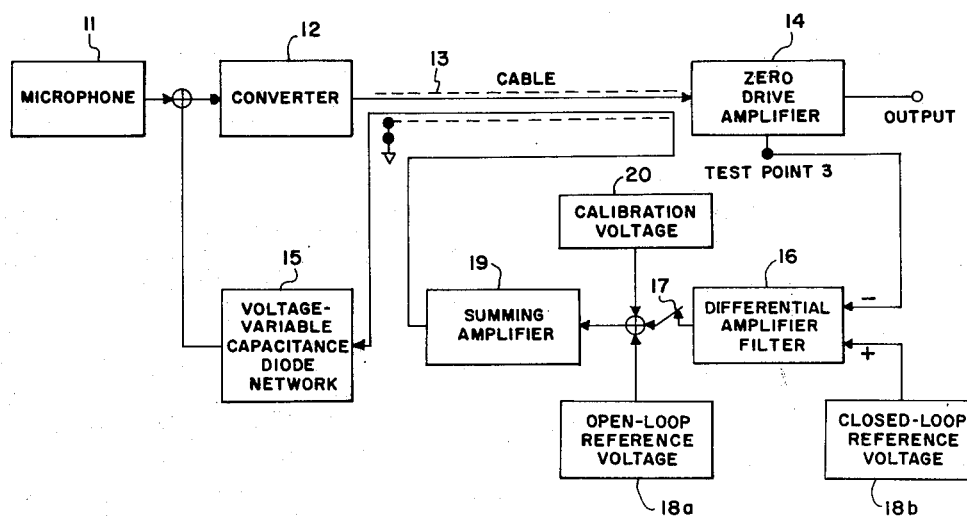 11
MICROPHONE
12
CONVERTER
13
CABLE
14
ZERO
DRIVE
AMPLIFIER
OUTPUT
TEST POINT 3
20
CALIBRATION
VOLTAGE
15
VOLTAGE-
VARIABLE
CAPACITANCE
DIODE
NETWORK
19
SUMMING
AMPLIFIER
17
16
DIFFERENTIAL
AMPLIFIER
FILTER
−
+
OPEN-LOOP
REFERENCE
VOLTAGE
18a
CLOSED-LOOP
REFERENCE
VOLTAGE
18b